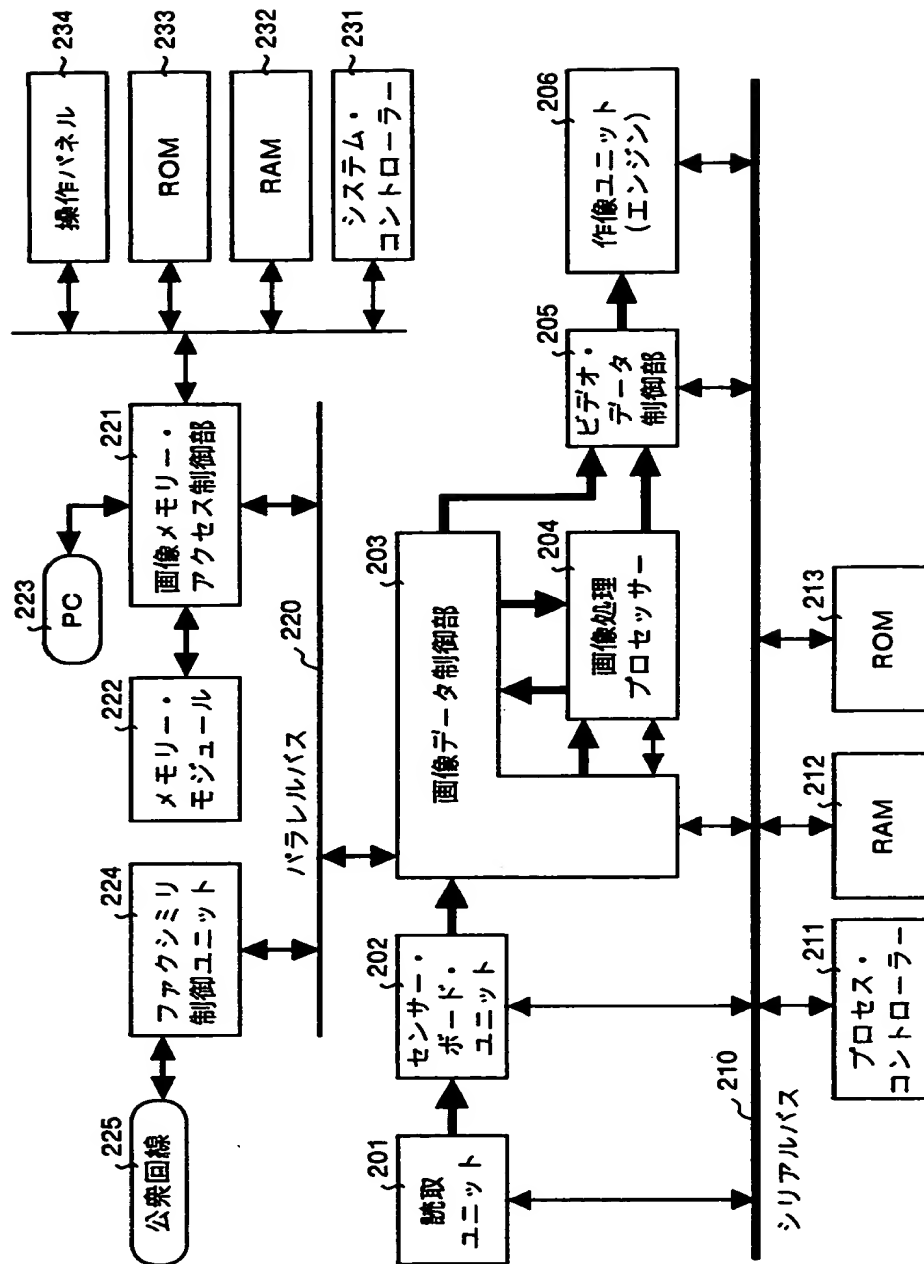 225
公衆回線
224
ファクシミリ
制御ユニット
222
メモリー・
モジュール
223
PC
221
画像メモリー・
アクセス制御部
操作パネル
234
ROM
233
RAM
232
システム・
コントローラー
231
パラレルバス
220
201
読取
ユニット
202
センサー・
ボード・
ユニット
203
画像データ制御部
204
画像処理
プロセッサー
205
ビデオ・
データ
制御部
206
作像ユニット
(エンジン)
シリアルバス
210
211
プロセス・
コントローラー
212
RAM
213
ROM